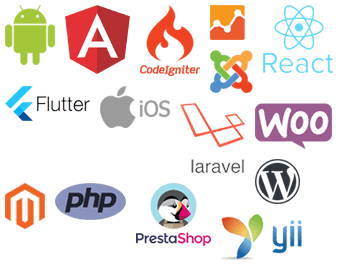 CodeIgniter
React
Flutter
iOS
WOO
laravel
php
PrestaShop
yii